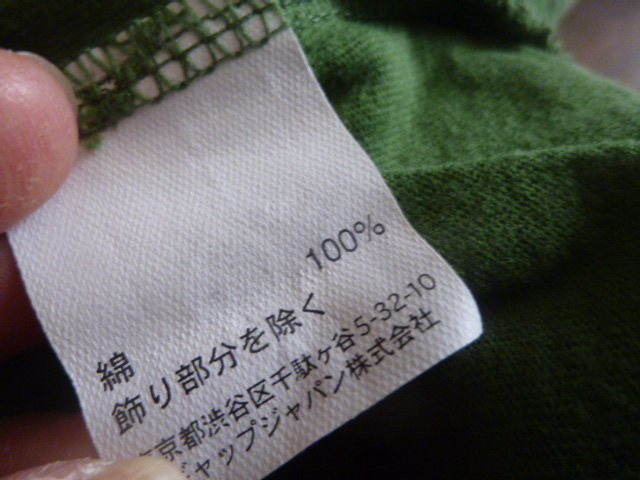 綿 100%
飾り部分を除く
京都渋谷区千駄ヶ谷5-32-10
ャップジャパン株式会社